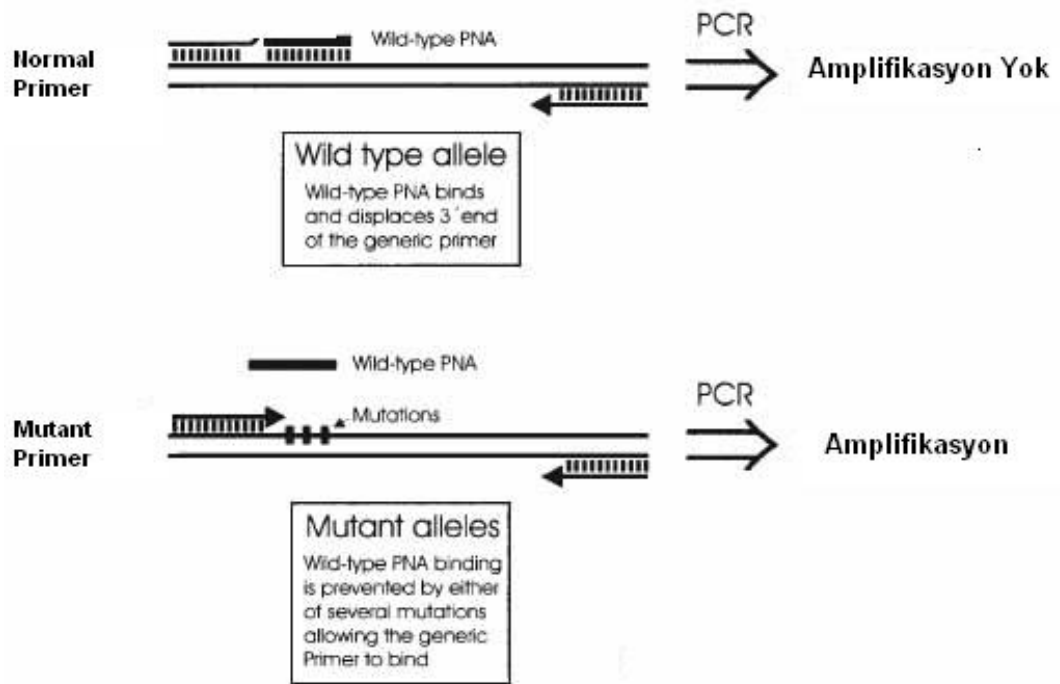 Normal
Primer
Wild-type PNA
PCR
Amplifikasyon Yok
Wild type allele
Wild-type PNA binds
and displaces 3´end
of the generic primer
Mutant
Primer
Wild-type PNA
Mutations
PCR
Amplifikasyon
Mutant alleles
Wild-type PNA binding
is prevented by either
of several mutations
allowing the generic
Primer to bind